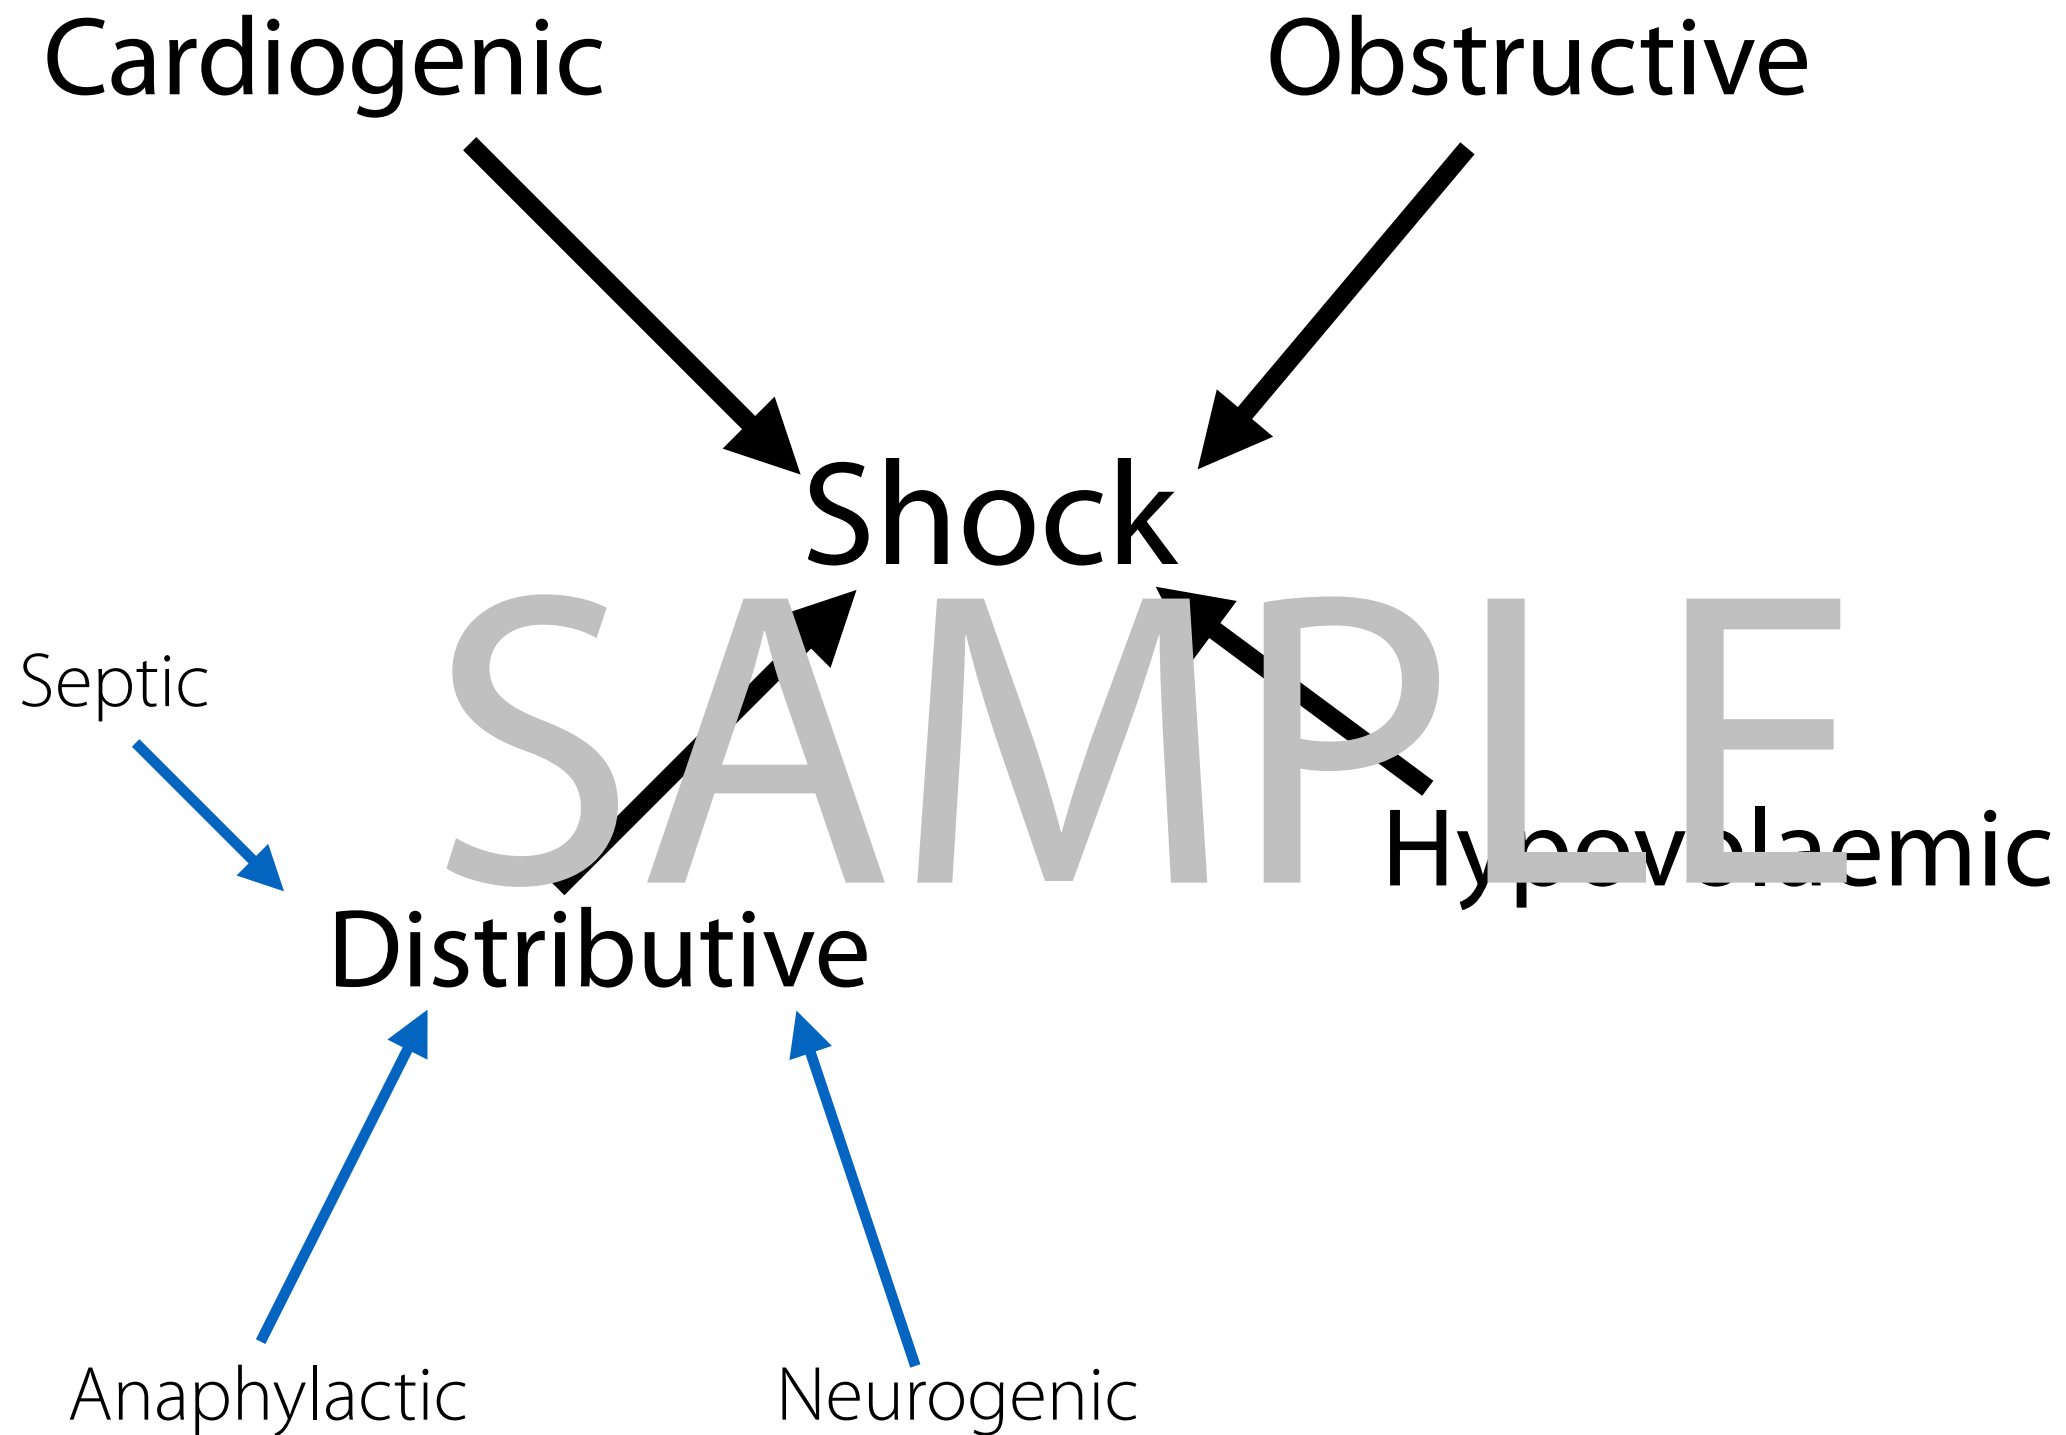 Cardiogenic
Obstructive
Shock
SAMPLE
Septic
Hypovolaemic
Distributive
Anaphylactic
Neurogenic